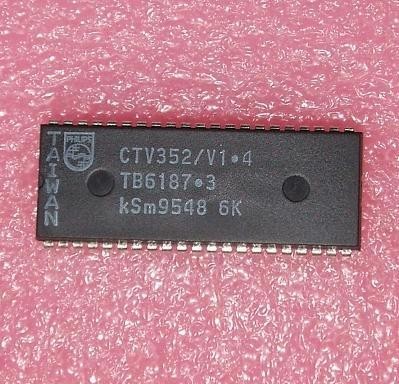 TAIWAN
PHILIPS
CTV352/V1•4
TB6187•3
kSm9548 6K